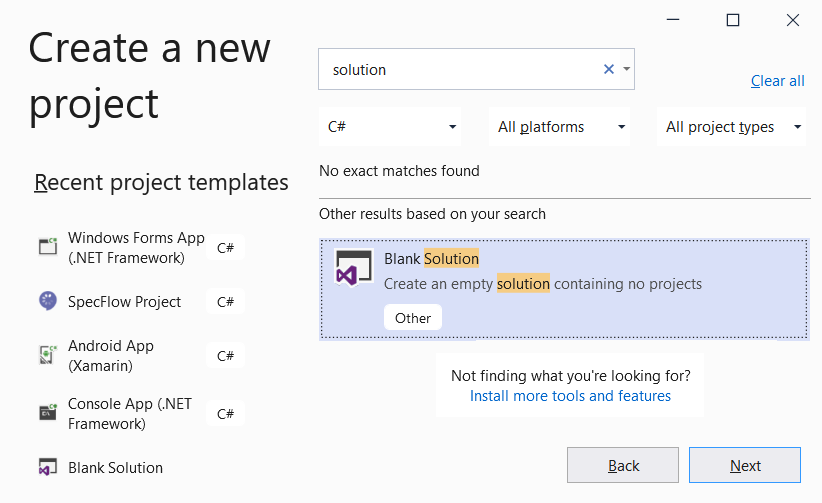 Create a new
project
Recent project templates
Windows Forms App
(.NET Framework)
C#
SpecFlow Project
C#
Android App
(Xamarin)
C#
Console App (.NET
Framework)
C#
Blank Solution
solution
Clear all
C#
All platforms
All project types
No exact matches found
Other results based on your search
Blank Solution
Create an empty solution containing no projects
Other
Not finding what you're looking for?
Install more tools and features
Back
Next